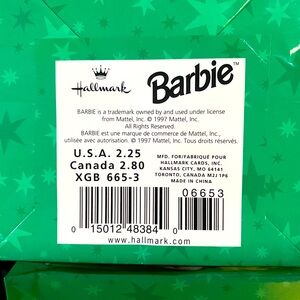 Hallmark
Barbie™
BARBIE is a trademark owned by and used under license
from Mattel, Inc. © 1997 Mattel, Inc.
All Rights Reserved.
BARBIE est une marque de commerce de Mattel, Inc.,
utilisée avec autorisation. © 1997 Mattel, Inc. Tous droits réservés.
U.S.A. 2.25
Canada 2.80
XGB 665-3
MFD. FOR/FABRIQUÉ POUR
HALLMARK CARDS, INC.
KANSAS CITY, MO 64141
TORONTO, CANADA M2J 1P6
MADE IN CHINA
06653
0 15012 48384 0
www.hallmark.com